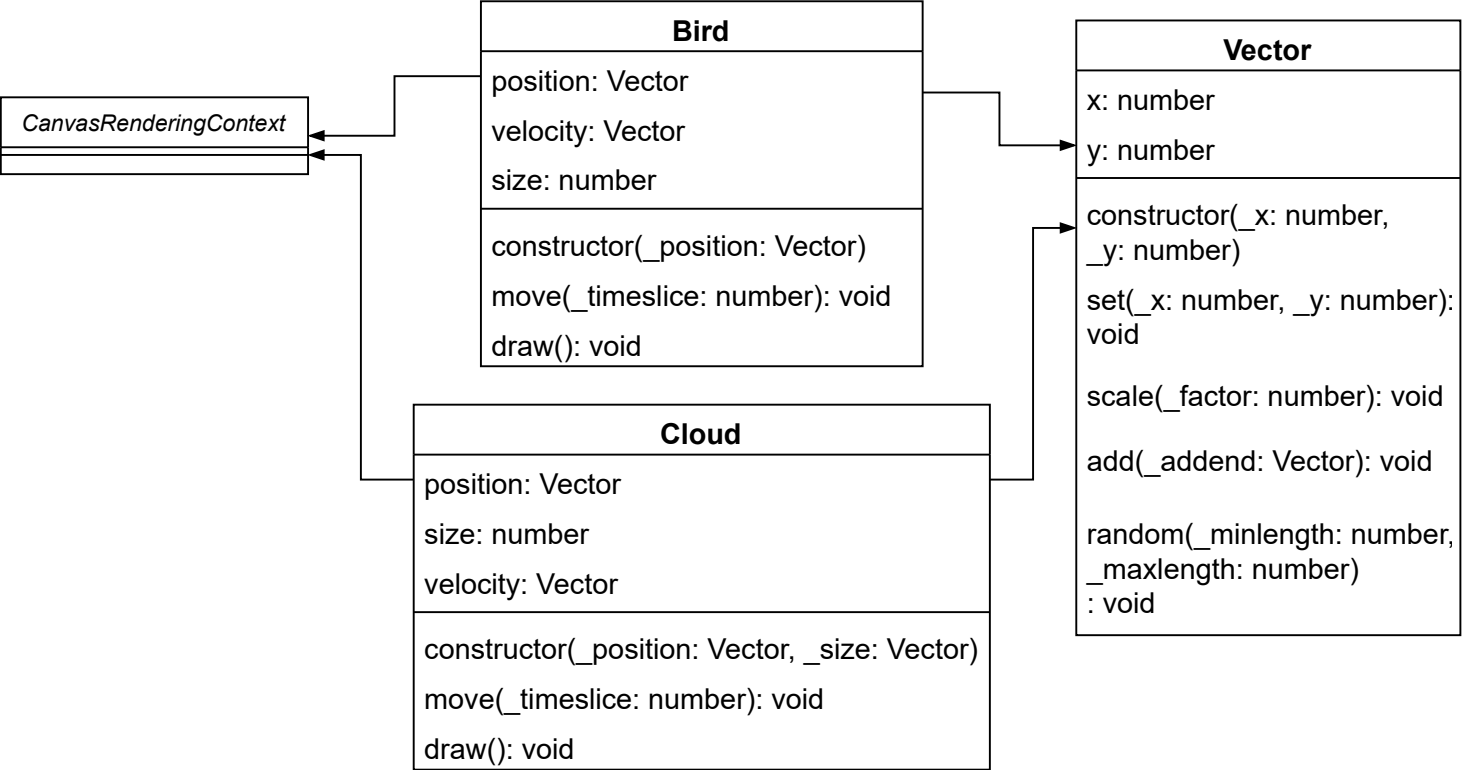 CanvasRenderingContext
Bird
position: Vector
velocity: Vector
size: number
constructor(_position: Vector)
move(_timeslice: number): void
draw(): void
Cloud
position: Vector
size: number
velocity: Vector
constructor(_position: Vector, _size: Vector)
move(_timeslice: number): void
draw(): void
Vector
x: number
y: number
constructor(_x: number,
_y: number)
set(_x: number, _y: number):
void
scale(_factor: number): void
add(_addend: Vector): void
random(_minlength: number,
_maxlength: number)
: void